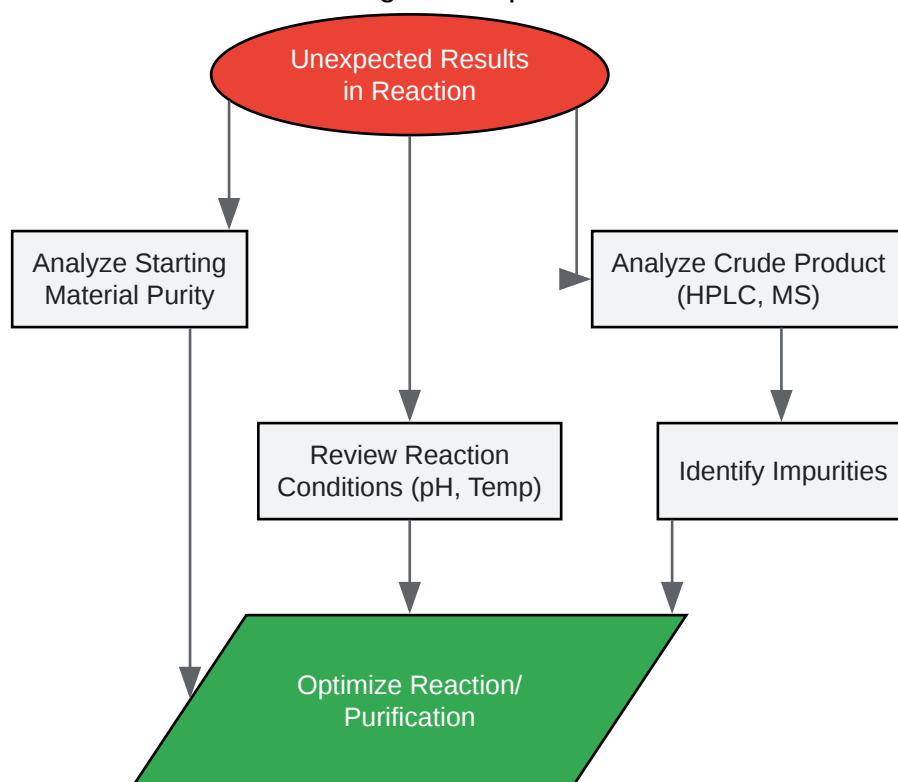 Unexpected Results
in Reaction
Analyze Starting
Material Purity
Analyze Crude Product
(HPLC, MS)
Review Reaction
Conditions (pH, Temp)
Identify Impurities
Optimize Reaction/
Purification